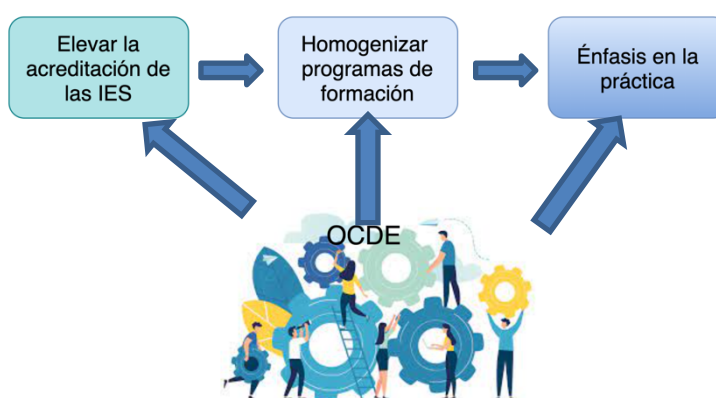 Elevar la
acreditación de
las IES
Homogenizar
programas de
formación
Énfasis en la
práctica
OCDE